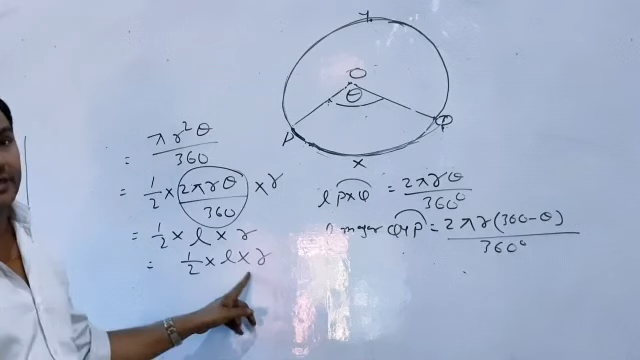 Y
O
θ
P
Q
X
= πr²θ / 360
= 1/2 × 2πrθ / 360 × r
= 1/2 × l × r
= 1/2 × l × r
l PXQ = 2πrθ / 360°
major QYP = 2πr(360-θ) / 360°